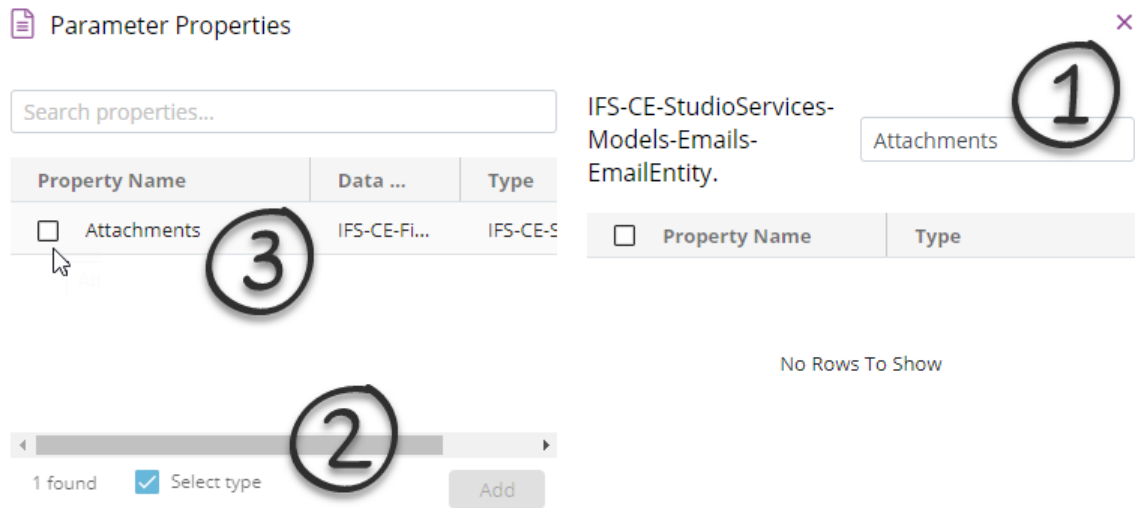 Parameter Properties
1
Search properties...
IFS-CE-StudioServices-
Models-Emails-
EmailEntity.
Attachments
Property Name Data ... Type
Attachments IFS-CE-Fi... IFS-CE-S
3
Property Name Type
No Rows To Show
2
1 found Select type Add